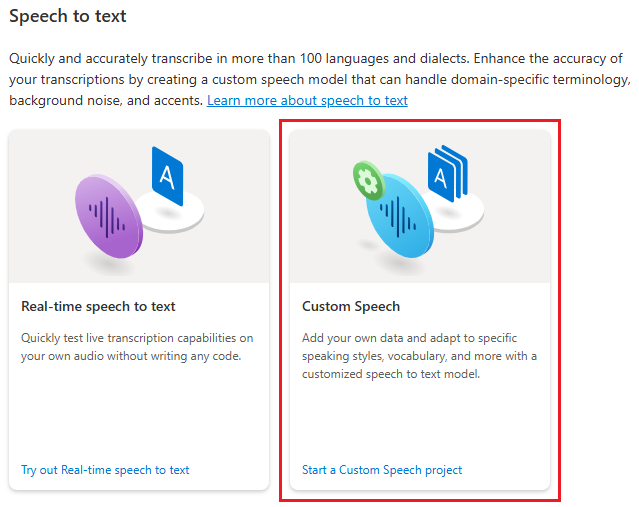 Speech to text
Quickly and accurately transcribe in more than 100 languages and dialects. Enhance the accuracy of
your transcriptions by creating a custom speech model that can handle domain-specific terminology,
background noise, and accents. Learn more about speech to text
A
Real-time speech to text
Quickly test live transcription capabilities on
your own audio without writing any code.
Try out Real-time speech to text
A
Custom Speech
Add your own data and adapt to specific
speaking styles, vocabulary, and more with a
customized speech to text model.
Start a Custom Speech project